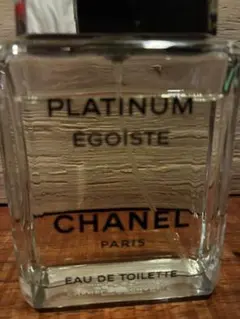 PLATINUM
ÉGOÏSTE
CHANEL
PARIS
EAU DE TOILETTE